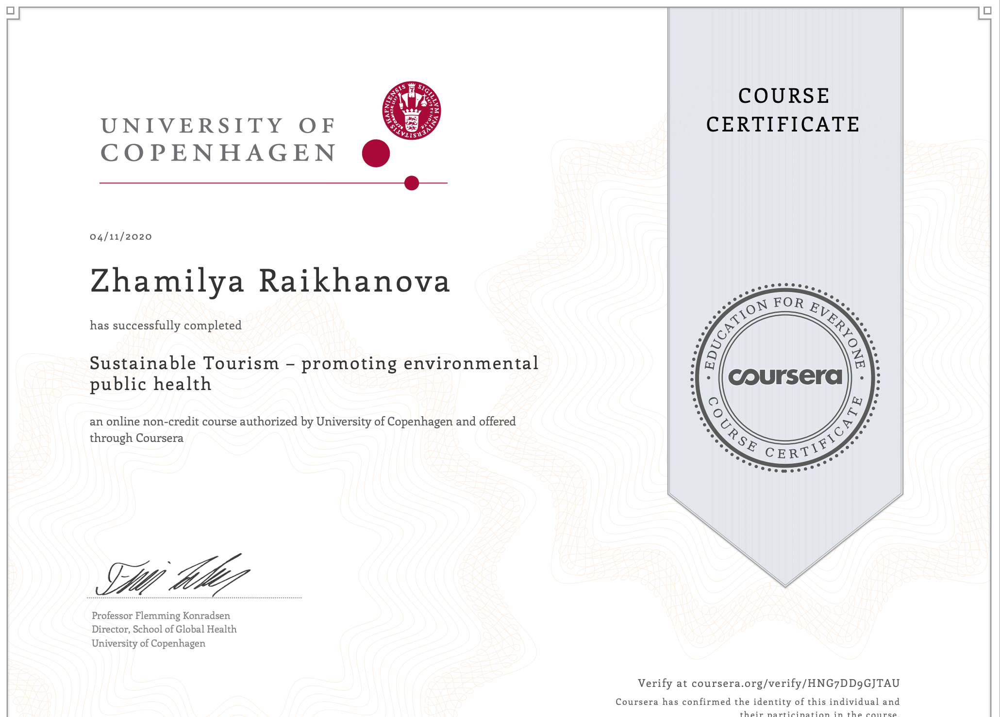 UNIVERSITY OF
COPENHAGEN
SIGILLVM VNIVERSITATIS HAFNIENSIS
04/11/2020
Zhamilya Raikhanova
has successfully completed
Sustainable Tourism – promoting environmental
public health
an online non-credit course authorized by University of Copenhagen and offered
through Coursera
Professor Flemming Konradsen
Director, School of Global Health
University of Copenhagen
COURSE
CERTIFICATE
EDUCATION FOR EVERYONE
coursera
COURSE CERTIFICATE
Verify at coursera.org/verify/HNG7DD9GJTAU
Coursera has confirmed the identity of this individual and
their participation in the course.